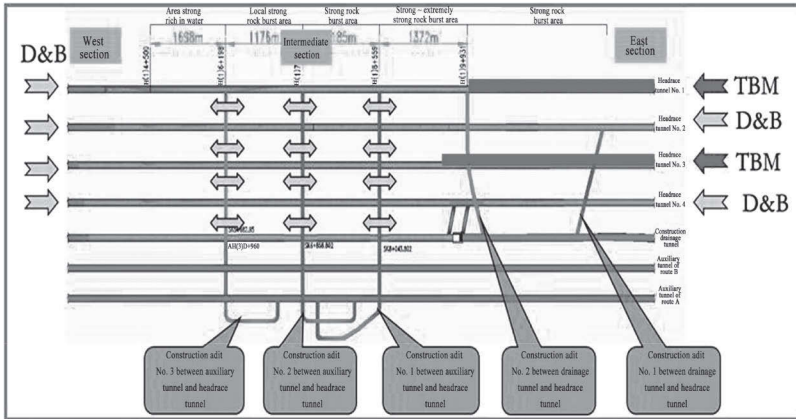 Area strong
rich in water
Local strong
rock burst area
Strong rock
burst area
Strong ~ extremely
strong rock burst area
Strong rock
burst area
1698m
1176m
1372m
West
section
Intermediate
section
East
section
D&B
TBM
D&B
TBM
D&B
Headrace
tunnel No. 1
Headrace
tunnel No. 2
Headrace
tunnel No. 3
Headrace
tunnel No. 4
Construction
drainage
tunnel
Auxiliary
tunnel of
route B
Auxiliary
tunnel of
route A
Construction adit
No. 3 between auxiliary
tunnel and headrace
tunnel
Construction adit
No. 2 between auxiliary
tunnel and headrace
tunnel
Construction adit
No. 1 between auxiliary
tunnel and headrace
tunnel
Construction adit
No. 2 between drainage
tunnel and headrace
tunnel
Construction adit
No. 1 between drainage
tunnel and headrace
tunnel